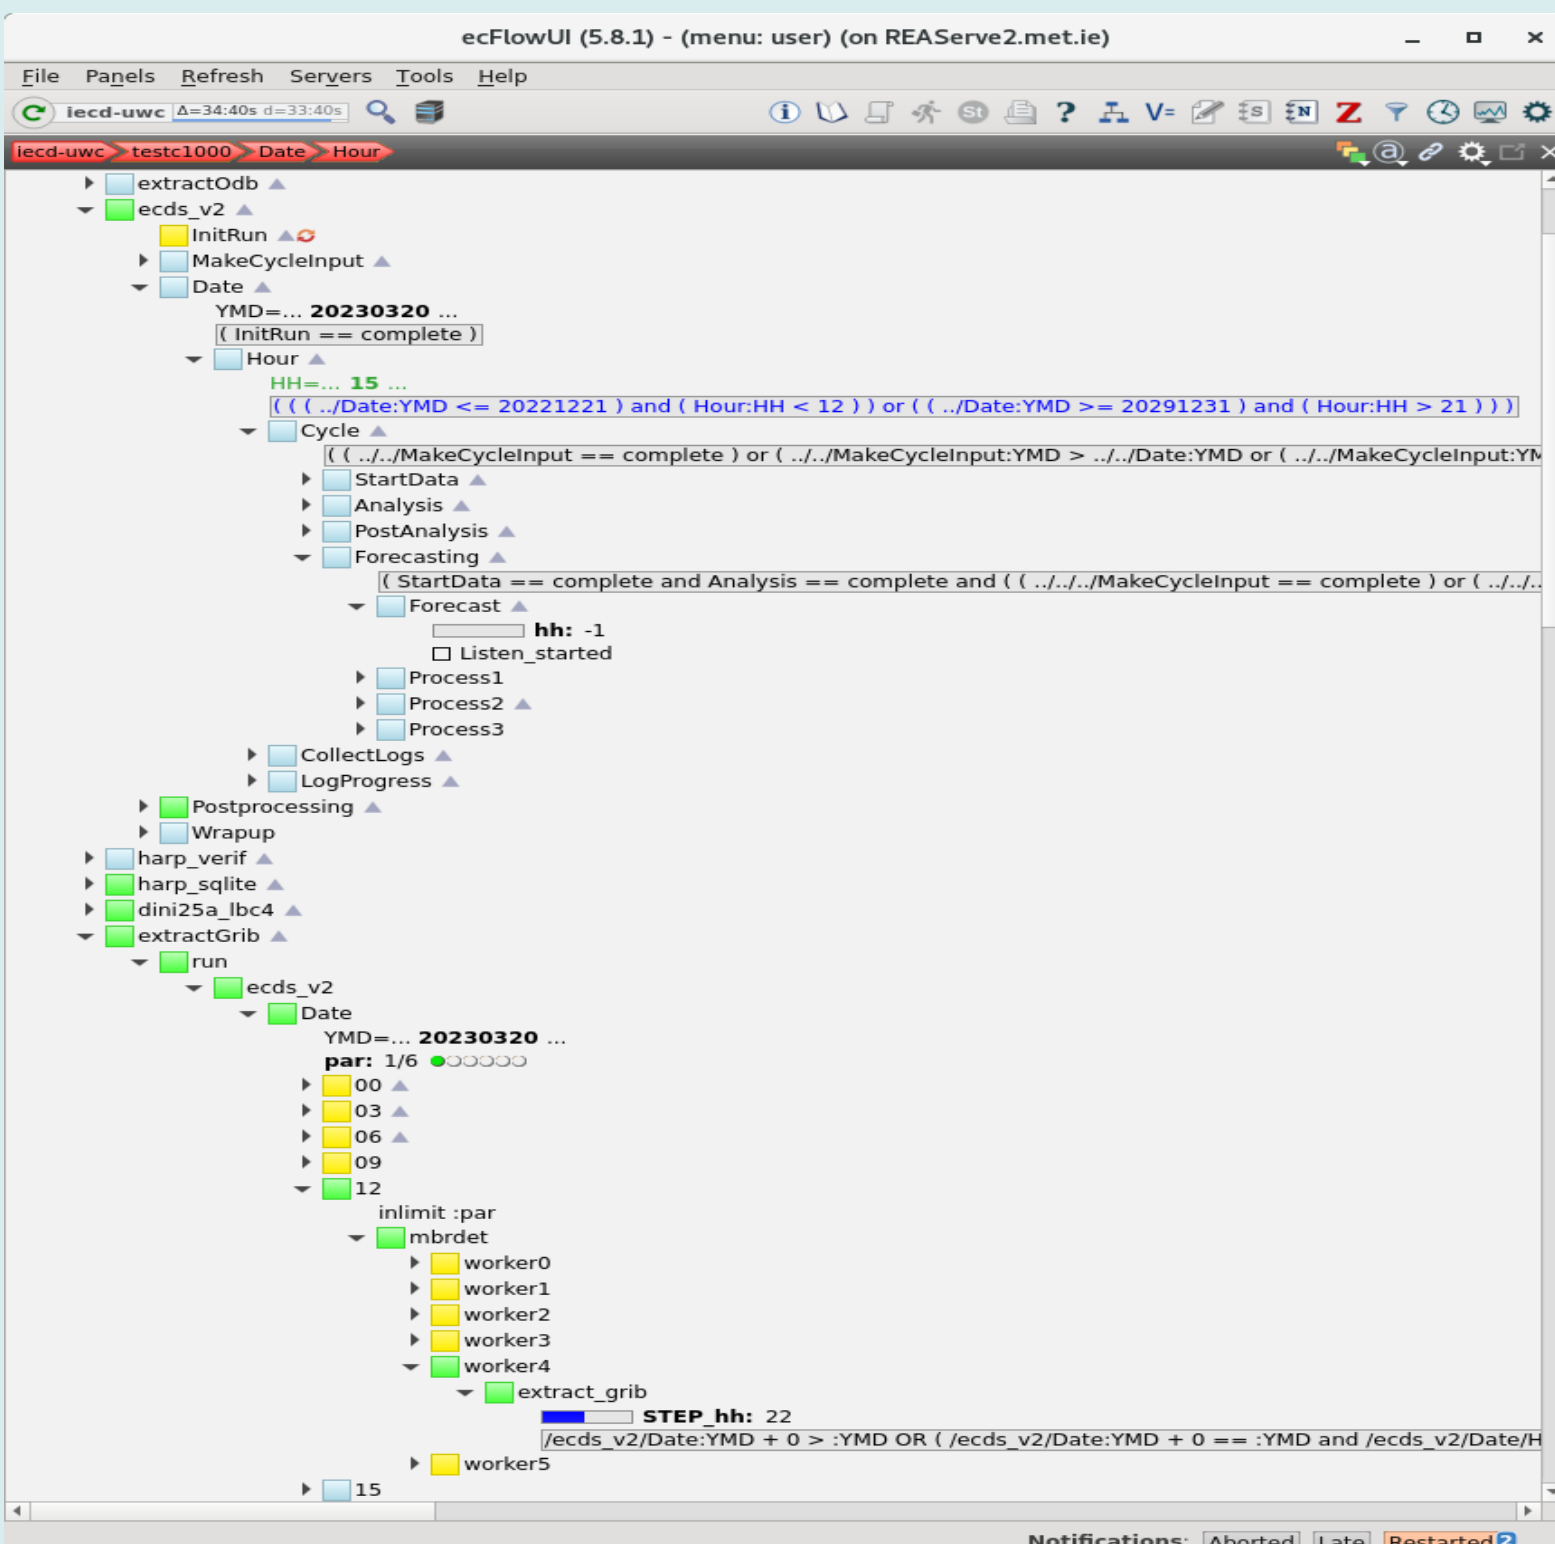 ecFlowUI (5.8.1) - (menu: user) (on REAServe2.met.ie)
File Panels Refresh Servers Tools Help
iecd-uwc Δ=34:40s d=33:40s St ? V= S N Z
iecd-uwc testc1000 Date Hour a
extractOdb
ecds_v2
InitRun
MakeCycleInput
Date
YMD=... 20230320 ...
( InitRun == complete )
Hour
HH=... 15 ...
( ( ( ../Date:YMD <= 20221221 ) and ( Hour:HH < 12 ) ) or ( ( ../Date:YMD >= 20291231 ) and ( Hour:HH > 21 ) ) )
Cycle
( ( ../../MakeCycleInput == complete ) or ( ../../MakeCycleInput:YMD > ../../Date:YMD or ( ../../MakeCycleInput:YM
StartData
Analysis
PostAnalysis
Forecasting
( StartData == complete and Analysis == complete and ( ( ../../../MakeCycleInput == complete ) or ( ../../..
Forecast
hh: -1
Listen_started
Process1
Process2
Process3
CollectLogs
LogProgress
Postprocessing
Wrapup
harp_verif
harp_sqlite
dini25a_lbc4
extractGrib
run
ecds_v2
Date
YMD=... 20230320 ...
par: 1/6
00
03
06
09
12
inlimit :par
mbrdet
worker0
worker1
worker2
worker3
worker4
extract_grib
STEP_hh: 22
/ecds_v2/Date:YMD + 0 > :YMD OR ( /ecds_v2/Date:YMD + 0 == :YMD and /ecds_v2/Date/H
worker5
15
Notifications: Aborted Late Restarted 2